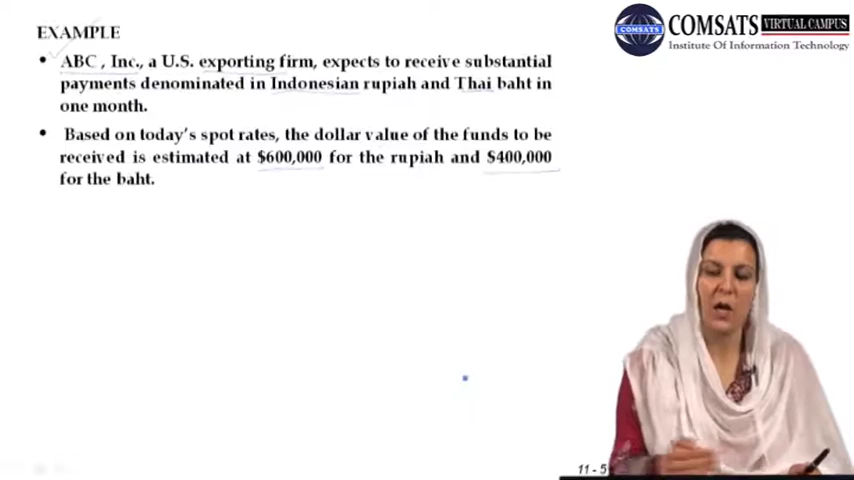 EXAMPLE
• ABC , Inc., a U.S. exporting firm, expects to receive substantial
payments denominated in Indonesian rupiah and Thai baht in
one month.
• Based on today's spot rates, the dollar value of the funds to be
received is estimated at $600,000 for the rupiah and $400,000
for the baht.
COMSATS VIRTUAL CAMPUS
Institute Of Information Technology
11 - 5